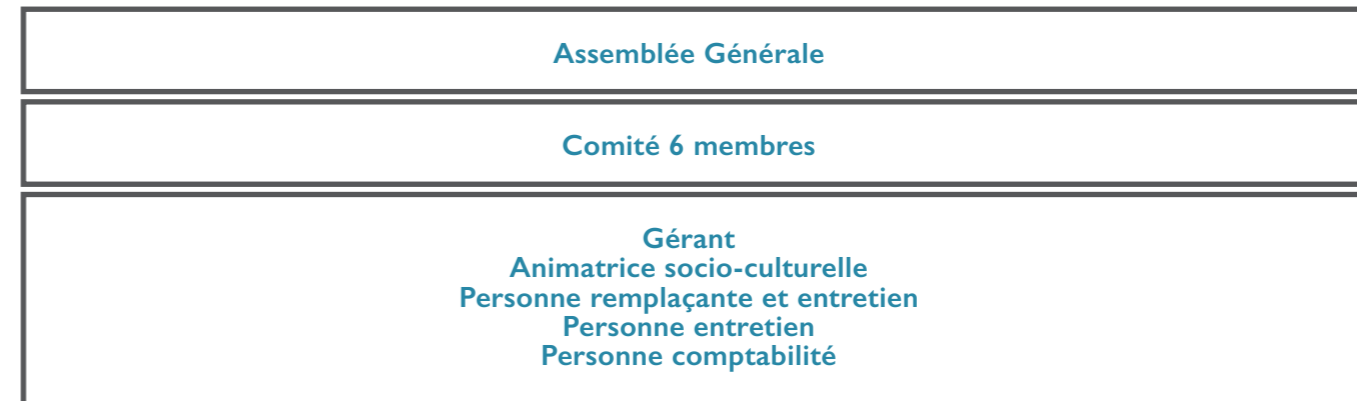 Assemblée Générale
Comité 6 membres
Gérant
Animatrice socio-culturelle
Personne remplaçante et entretien
Personne entretien
Personne comptabilité